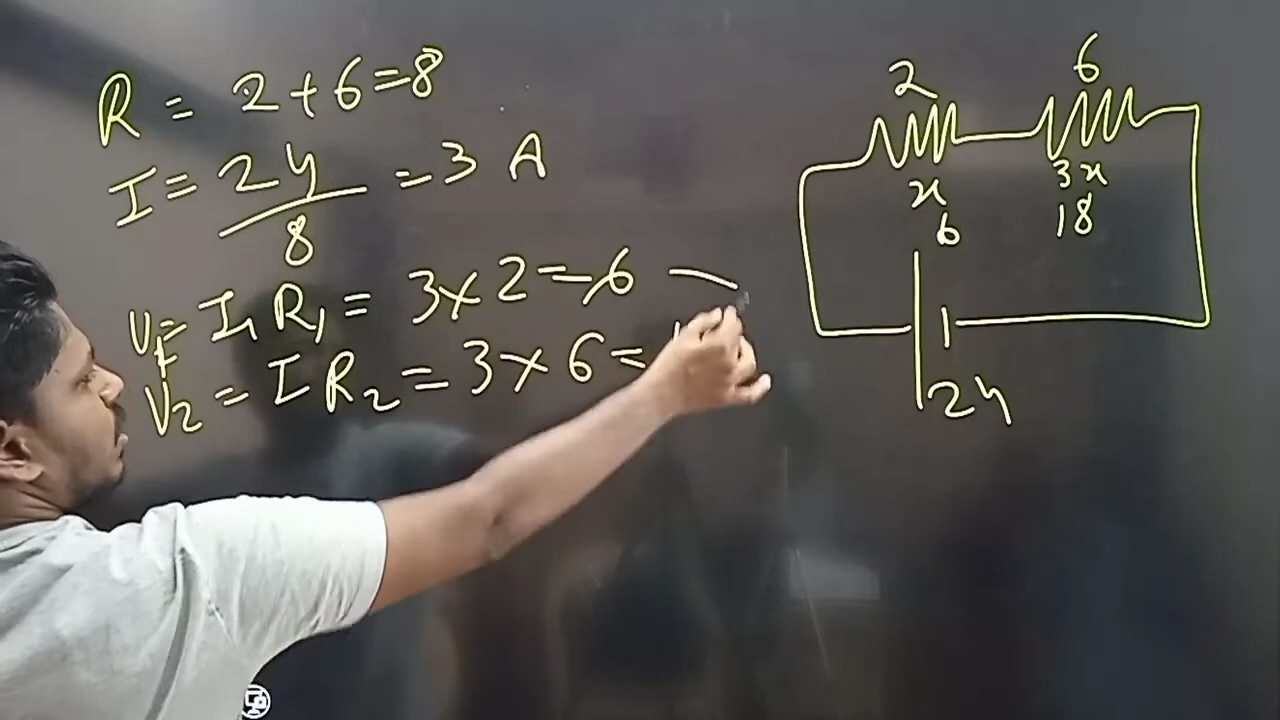 R = 2+6=8
I = 24/8 = 3 A
V1 = I1 R1 = 3×2=6
V2 = I R2 = 3×6=
2 6
x 3x
6 18
24